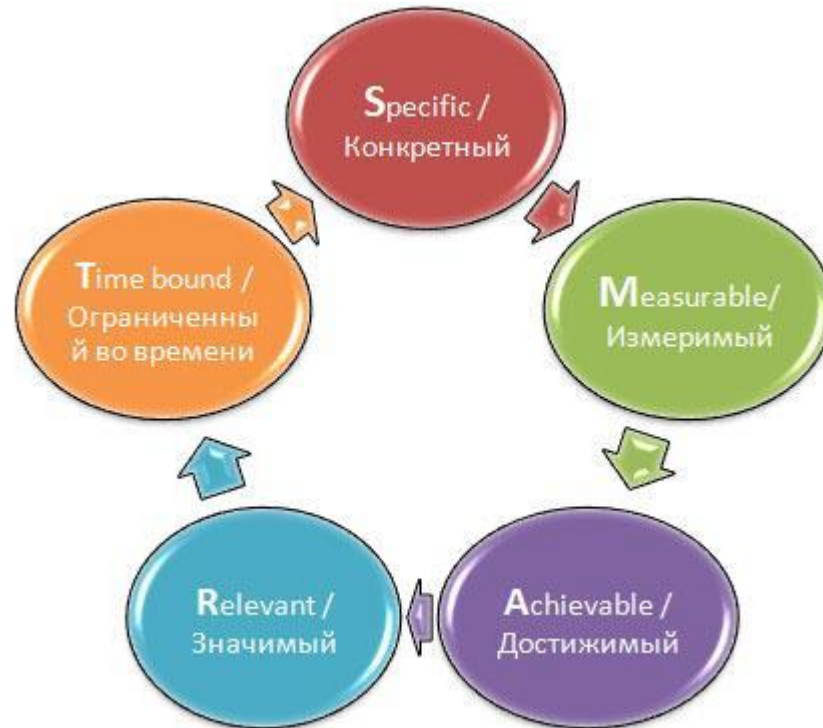 Specific /
Конкретный
Measurable/
Измеримый
Achievable /
Достижимый
Relevant /
Значимый
Time bound /
Ограниченны
й во времени